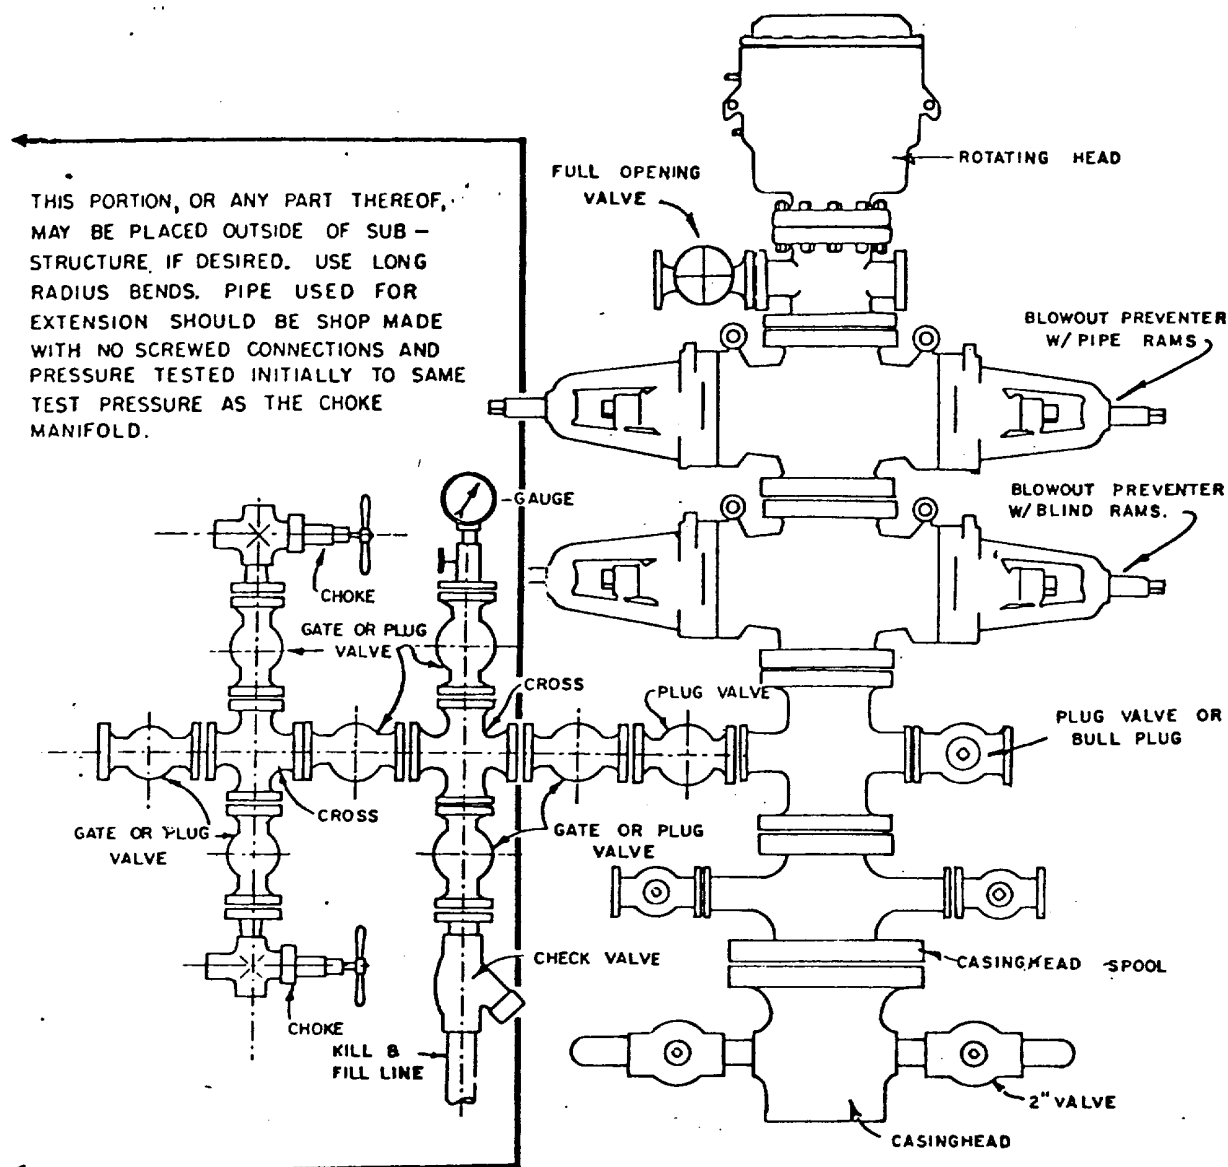 THIS PORTION, OR ANY PART THEREOF,
MAY BE PLACED OUTSIDE OF SUB –
STRUCTURE IF DESIRED. USE LONG
RADIUS BENDS. PIPE USED FOR
EXTENSION SHOULD BE SHOP MADE
WITH NO SCREWED CONNECTIONS AND
PRESSURE TESTED INITIALLY TO SAME
TEST PRESSURE AS THE CHOKE
MANIFOLD.
FULL OPENING
VALVE
ROTATING HEAD
BLOWOUT PREVENTER
W/ PIPE RAMS
BLOWOUT PREVENTER
W/BLIND RAMS.
GAUGE
CHOKE
GATE OR PLUG
VALVE
CROSS
PLUG VALVE
PLUG VALVE OR
BULL PLUG
CROSS
GATE OR PLUG
VALVE
GATE OR PLUG
VALVE
CHECK VALVE
CASINGHEAD SPOOL
CHOKE
KILL &
FILL LINE
2" VALVE
CASINGHEAD